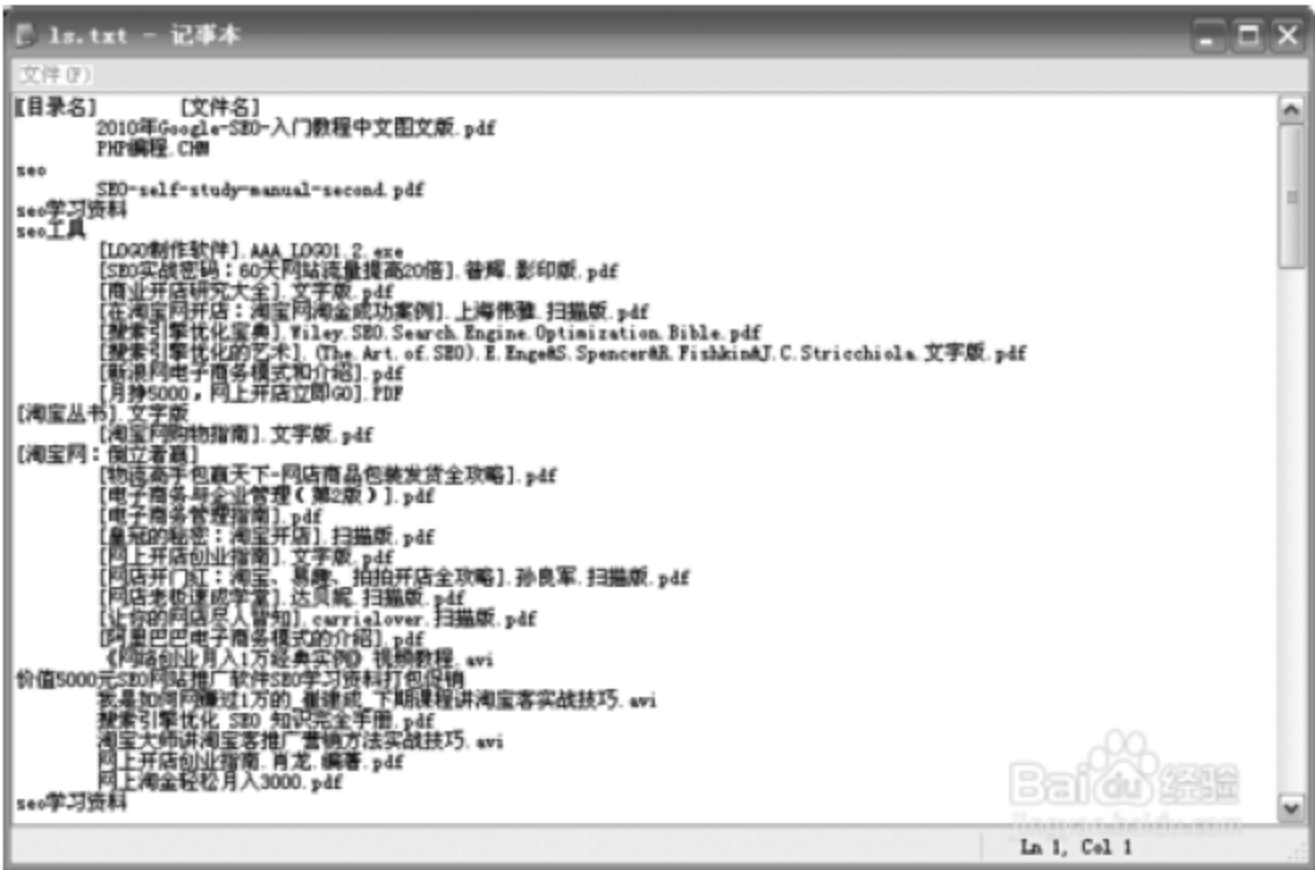 ls.txt - 记事本
文件(F)
[目录名] [文件名]
2010年Google-SEO-入门教程中文图文版.pdf
PHP编程.CHM
seo
SEO-self-study-manual-second.pdf
seo学习资料
seo工具
[LOGO制作软件].AAA_LOGO1.2.exe
[SEO实战密码：60天网站流量提高20倍].昝辉.影印版.pdf
[商业开店研究大全].文字版.pdf
[在淘宝网开店：淘宝网淘金成功案例].上海伟雅.扫描版.pdf
[搜索引擎优化宝典].Wiley.SEO.Search.Engine.Optimization.Bible.pdf
[搜索引擎优化的艺术].(The.Art.of.SEO).E.Enge&S.Spencer&R.Fishkin&J.C.Stricchiola.文字版.pdf
[新浪网电子商务模式和介绍].pdf
[月挣5000，网上开店立即GO].PDF
[淘宝丛书].文字版
[淘宝网购物指南].文字版.pdf
[淘宝网：倒立者赢]
[物流高手包赢天下-网店商品包装发货全攻略].pdf
[电子商务与企业管理(第2版)].pdf
[电子商务管理指南].pdf
[皇冠的秘密：淘宝开店].扫描版.pdf
[网上开店创业指南].文字版.pdf
[网店开门红：淘宝、易趣、拍拍开店全攻略].孙良军.扫描版.pdf
[网店老板速成学堂].达贝妮.扫描版.pdf
[让你的网店尽人皆知].carrielover.扫描版.pdf
[阿里巴巴电子商务模式的介绍].pdf
《网络创业月入1万经典实例》视频教程.avi
价值5000元SEO网站推广软件SEO学习资料打包促销
我是如何网赚过1万的_崔建成_下期课程讲淘宝客实战技巧.avi
搜索引擎优化_SEO_知识完全手册.pdf
淘宝大师讲淘宝客推广营销方法实战技巧.avi
网上开店创业指南.肖龙.编著.pdf
网上淘金轻松月入3000.pdf
seo学习资料
Baidu经验
jingyan.baidu.com
Ln 1, Col 1